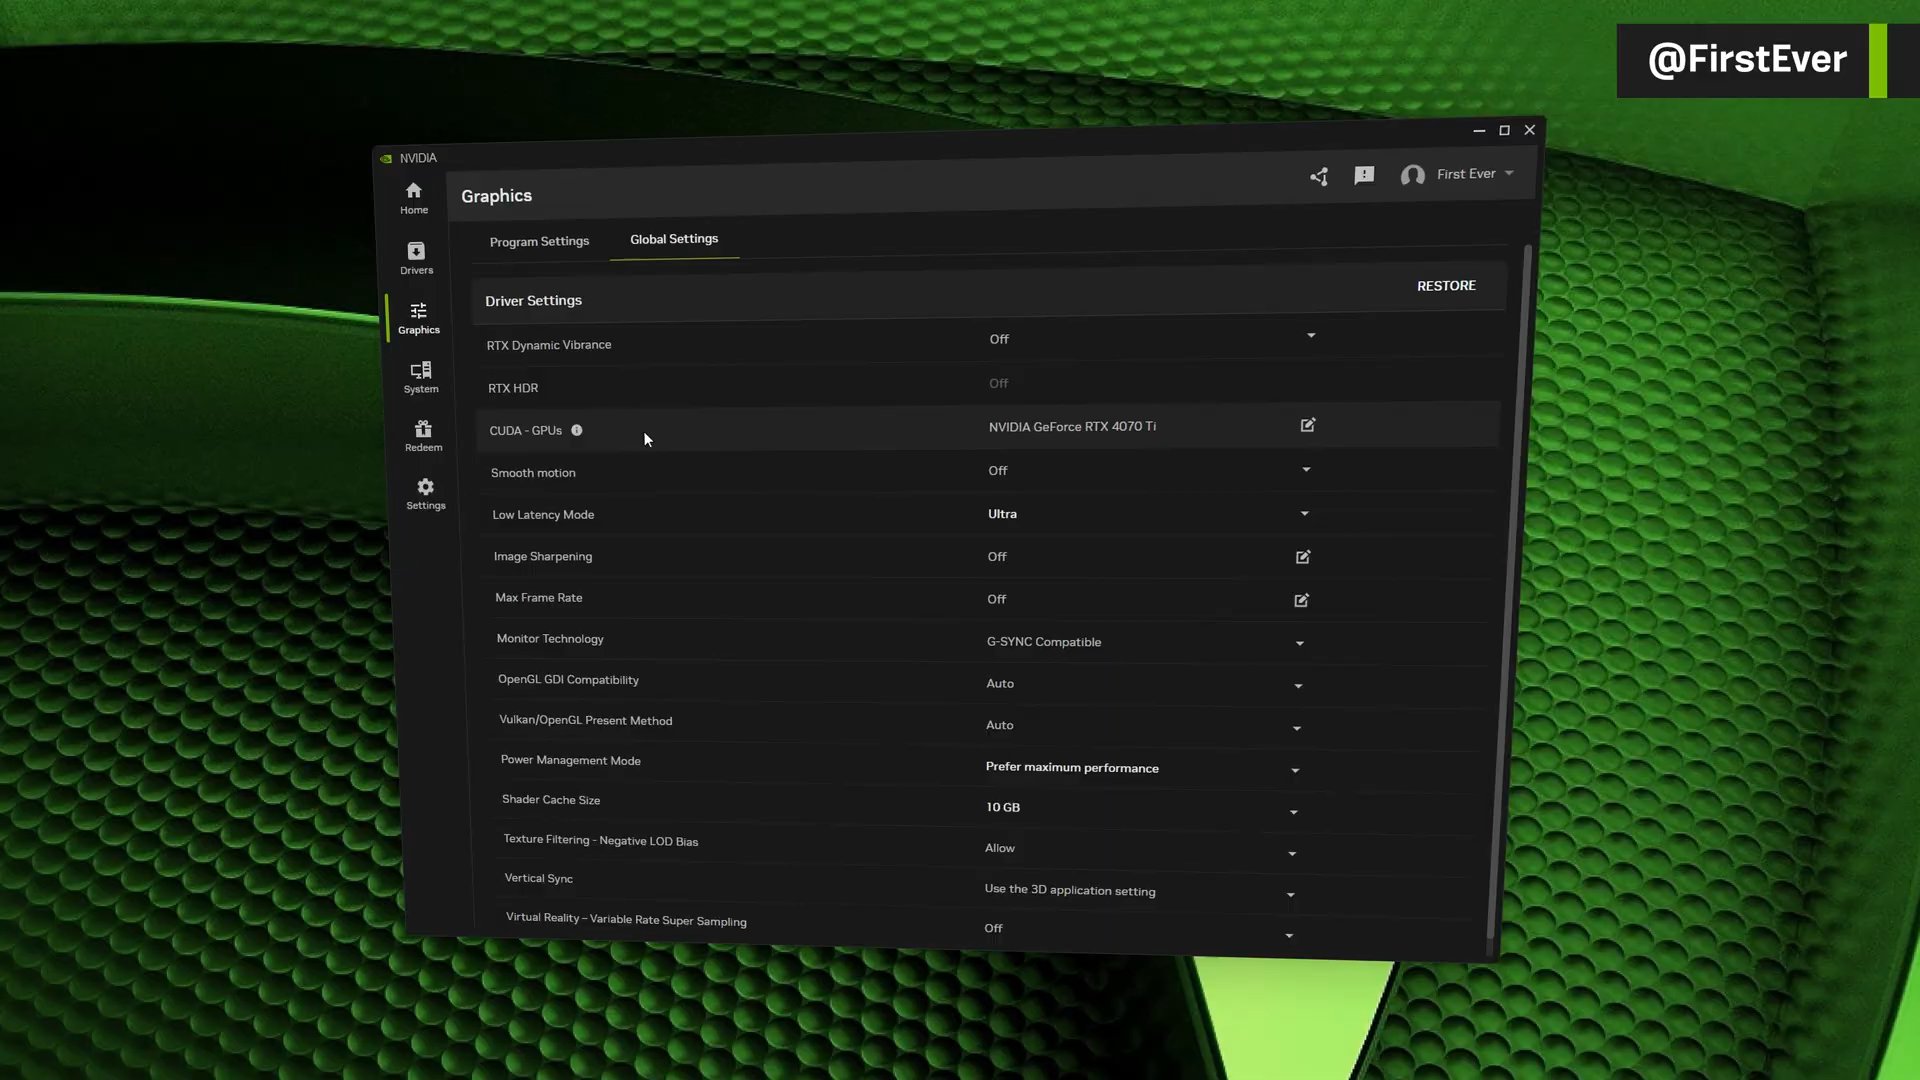 @FirstEver
NVIDIA
Home
Graphics
First Ever
Program Settings
Global Settings
Drivers
Driver Settings
RESTORE
Graphics
RTX Dynamic Vibrance
Off
System
RTX HDR
Off
Redeem
CUDA - GPUs
NVIDIA GeForce RTX 4070 Ti
Settings
Smooth motion
Off
Low Latency Mode
Ultra
Image Sharpening
Off
Max Frame Rate
Off
Monitor Technology
G-SYNC Compatible
OpenGL GDI Compatibility
Auto
Vulkan/OpenGL Present Method
Auto
Power Management Mode
Prefer maximum performance
Shader Cache Size
10 GB
Texture Filtering - Negative LOD Bias
Allow
Vertical Sync
Use the 3D application setting
Virtual Reality – Variable Rate Super Sampling
Off